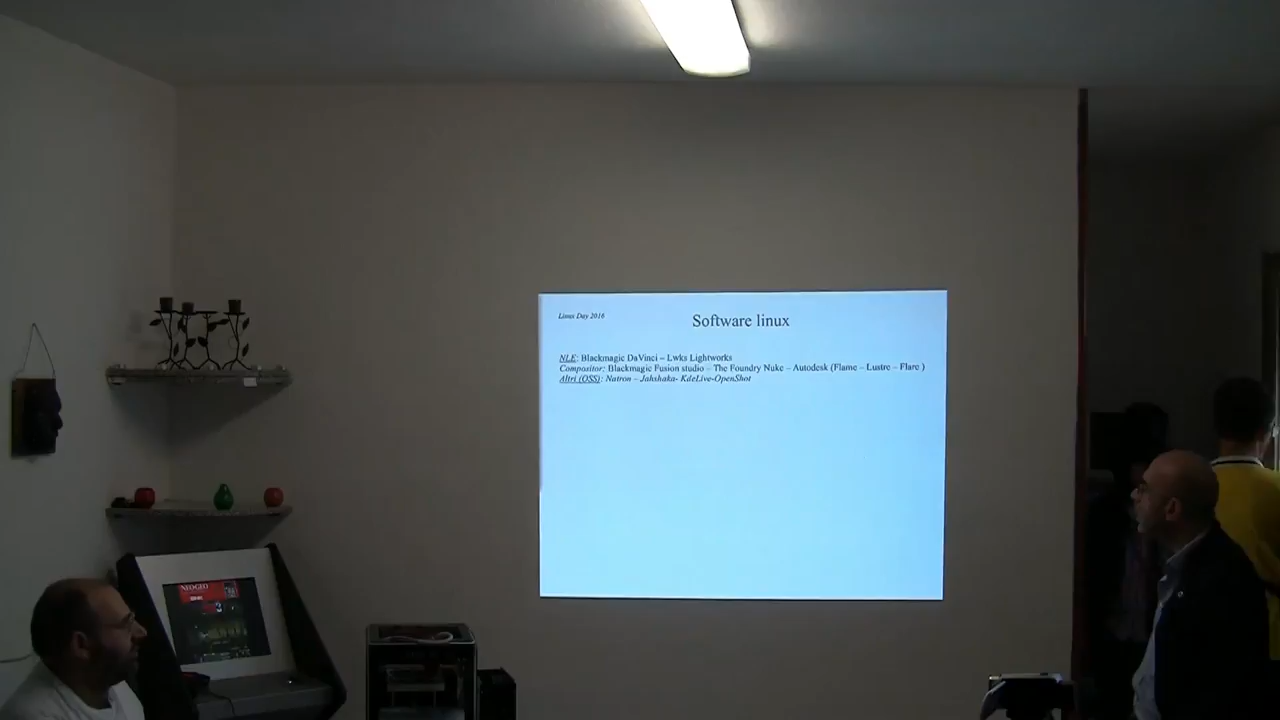 Linux Day 2016
Software linux
NLE: Blackmagic DaVinci – Lwks Lightworks
Compositor: Blackmagic Fusion studio – The Foundry Nuke – Autodesk (Flame – Lustre – Flare )
Altri (OSS): Natron – Jahshaka- KdeLive-OpenShot
NEOGEO